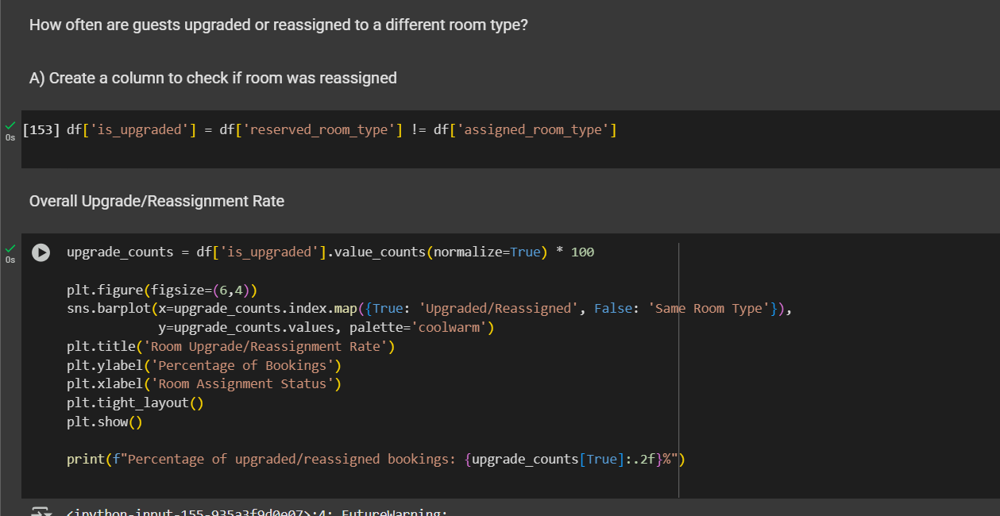 How often are guests upgraded or reassigned to a different room type?
A) Create a column to check if room was reassigned
[153] df['is_upgraded'] = df['reserved_room_type'] != df['assigned_room_type']
0s
Overall Upgrade/Reassignment Rate
0s
upgrade_counts = df['is_upgraded'].value_counts(normalize=True) * 100
plt.figure(figsize=(6,4))
sns.barplot(x=upgrade_counts.index.map({True: 'Upgraded/Reassigned', False: 'Same Room Type'}),
y=upgrade_counts.values, palette='coolwarm')
plt.title('Room Upgrade/Reassignment Rate')
plt.ylabel('Percentage of Bookings')
plt.xlabel('Room Assignment Status')
plt.tight_layout()
plt.show()
print(f"Percentage of upgraded/reassigned bookings: {upgrade_counts[True]:.2f}%")
<ipython-input-155-935a3f9d0e07>:4: FutureWarning: